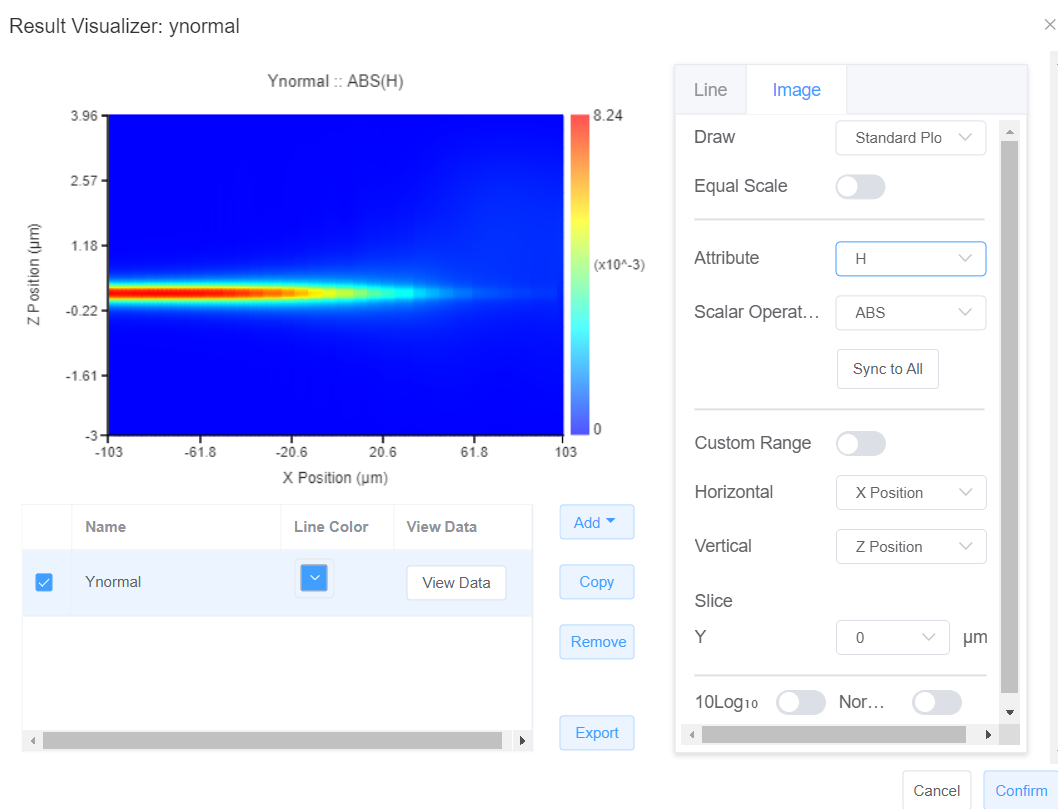 Result Visualizer: ynormal
Ynormal :: ABS(H)
3.96
2.57
1.18
-0.22
-1.61
-3
Z Position (μm)
-103
-61.8
-20.6
20.6
61.8
103
X Position (μm)
8.24
(x10^-3)
0
Name
Line Color
View Data
Ynormal
View Data
Add
Copy
Remove
Export
Line
Image
Draw
Standard Plo
Equal Scale
Attribute
H
Scalar Operat...
ABS
Sync to All
Custom Range
Horizontal
X Position
Vertical
Z Position
Slice
Y
0
μm
10Log₁₀
Nor...
Cancel
Confirm